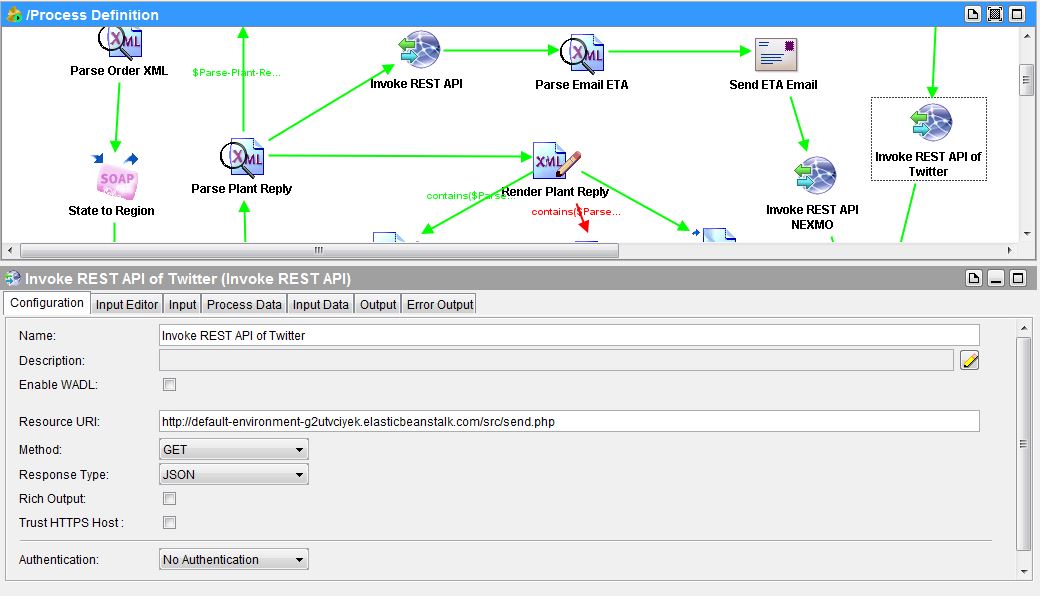 /Process Definition
Parse Order XML
$Parse-Plant-Re...
Invoke REST API
Parse Email ETA
Send ETA Email
Invoke REST API of
Twitter
SOAP
State to Region
Parse Plant Reply
contains($Parse...
Render Plant Reply
contains($Parse...
Invoke REST API
NEXMO
Invoke REST API of Twitter (Invoke REST API)
Configuration Input Editor Input Process Data Input Data Output Error Output
Name: Invoke REST API of Twitter
Description:
Enable WADL:
Resource URI: http://default-environment-g2utvciyek.elasticbeanstalk.com/src/send.php
Method: GET
Response Type: JSON
Rich Output:
Trust HTTPS Host :
Authentication: No Authentication